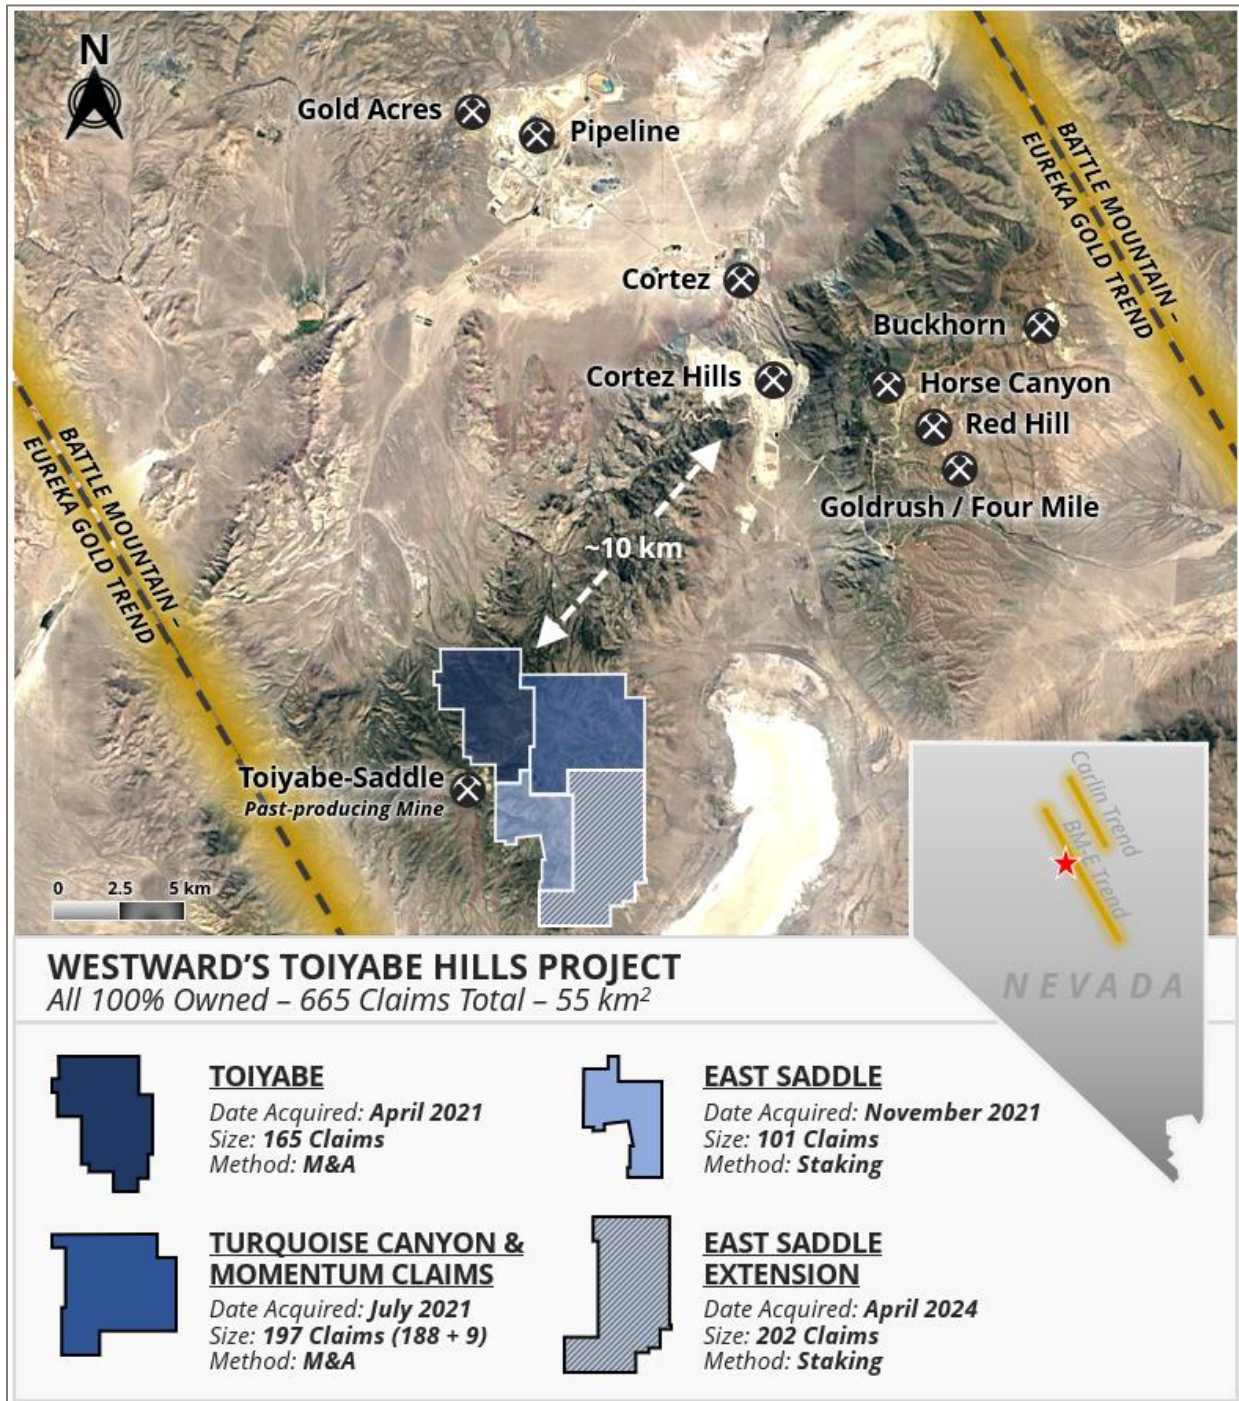 N
Gold Acres
Pipeline
BATTLE MOUNTAIN –
EUREKA GOLD TREND
Cortez
Buckhorn
Cortez Hills
Horse Canyon
Red Hill
Goldrush / Four Mile
BATTLE MOUNTAIN –
EUREKA GOLD TREND
~10 km
Toiyabe-Saddle
Past-producing Mine
0 2.5 5 km
Carlin Trend
BM-E Trend
NEVADA
WESTWARD’S TOIYABE HILLS PROJECT
All 100% Owned – 665 Claims Total – 55 km²
TOIYABE
Date Acquired: April 2021
Size: 165 Claims
Method: M&A
EAST SADDLE
Date Acquired: November 2021
Size: 101 Claims
Method: Staking
TURQUOISE CANYON &
MOMENTUM CLAIMS
Date Acquired: July 2021
Size: 197 Claims (188 + 9)
Method: M&A
EAST SADDLE
EXTENSION
Date Acquired: April 2024
Size: 202 Claims
Method: Staking